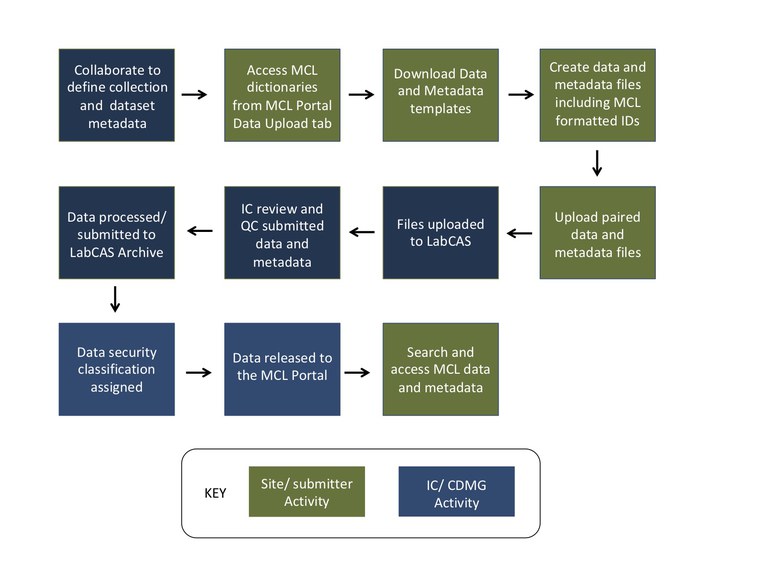 Collaborate to
define collection
and dataset
metadata
Access MCL
dictionaries
from MCL Portal
Data Upload tab
Download Data
and Metadata
templates
Create data and
metadata files
including MCL
formatted IDs
Upload paired
data and
metadata files
Files uploaded
to LabCAS
IC review and
QC submitted
data and
metadata
Data processed/
submitted to
LabCAS Archive
Data security
classification
assigned
Data released to
the MCL Portal
Search and
access MCL data
and metadata
KEY
Site/ submitter
Activity
IC/ CDMG
Activity